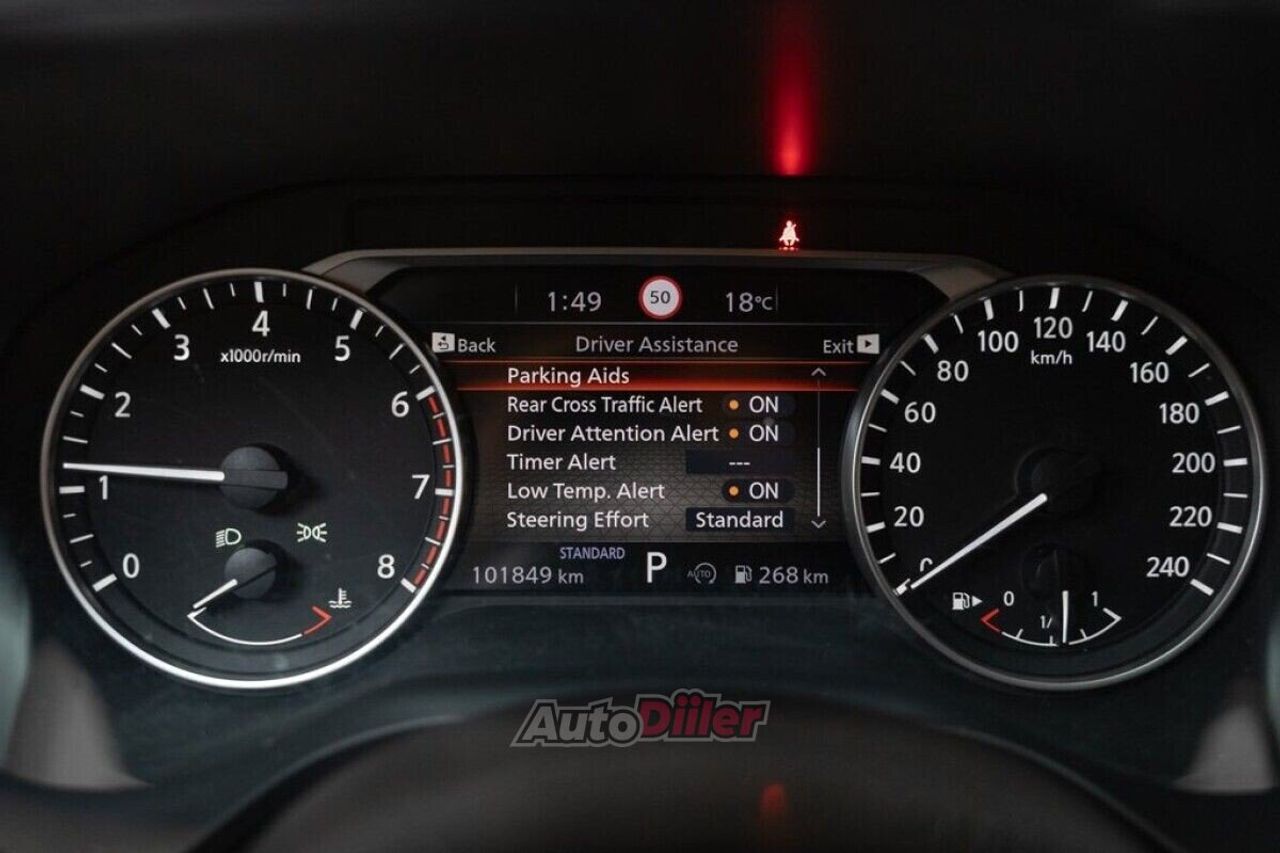 1:49 50 18°C
Back Driver Assistance Exit
Parking Aids
Rear Cross Traffic Alert ON
Driver Attention Alert ON
Timer Alert ---
Low Temp. Alert ON
Steering Effort Standard
STANDARD
101849 km P AUTO 268 km
0
1
2
3
4
5
6
7
8
x1000r/min
0
20
40
60
80
100
120
140
160
180
200
220
240
km/h
0 1/ 1
AutoDiiler